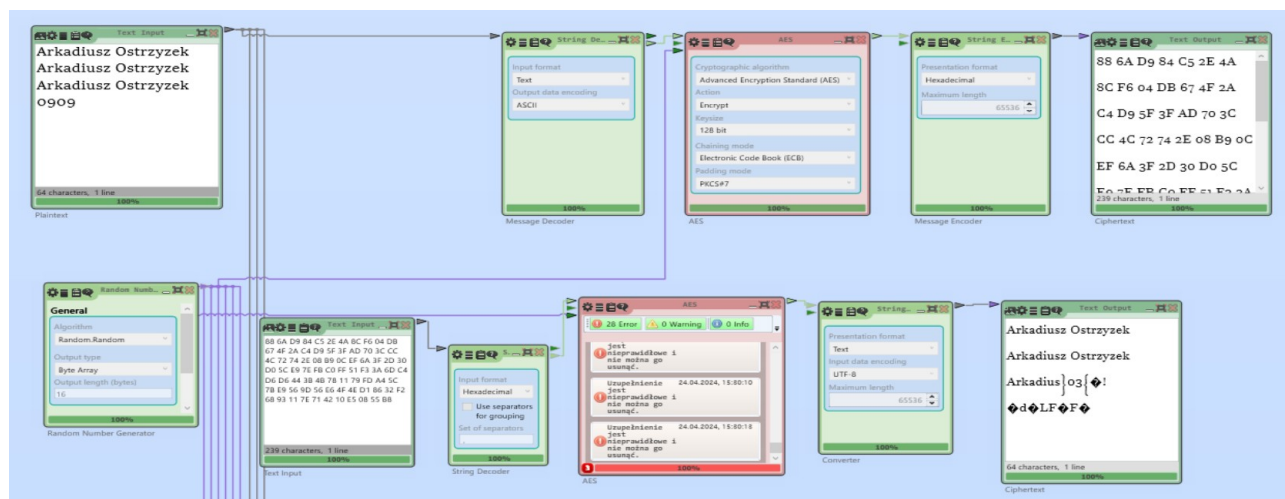 Text Input
Arkadiusz Ostrzyzek
Arkadiusz Ostrzyzek
Arkadiusz Ostrzyzek
0909
64 characters, 1 line
100%
Plaintext
String De...
Input format
Text
Output data encoding
ASCII
100%
Message Decoder
AES
Cryptographic algorithm
Advanced Encryption Standard (AES)
Action
Encrypt
Keysize
128 bit
Chaining mode
Electronic Code Book (ECB)
Padding mode
PKCS#7
100%
AES
String E...
Presentation format
Hexadecimal
Maximum length
65536
100%
Message Encoder
Text Output
88 6A D9 84 C5 2E 4A
8C F6 04 DB 67 4F 2A
C4 D9 5F 3F AD 70 3C
CC 4C 72 74 2E 08 B9 0C
EF 6A 3F 2D 30 D0 5C
E9 7E FB C0 FF 51 F3 3A
239 characters, 1 line
100%
Ciphertext
Random Numb...
General
Algorithm
Random.Random
Output type
Byte Array
Output length (bytes)
16
100%
Random Number Generator
Text Input
88 6A D9 84 C5 2E 4A 8C F6 04 DB
67 4F 2A C4 D9 5F 3F AD 70 3C CC
4C 72 74 2E 08 B9 0C EF 6A 3F 2D 30
D0 5C E9 7E FB C0 FF 51 F3 3A 6D C4
D6 D6 44 3B 4B 78 11 79 FD A4 5C
7B E9 56 9D 56 E6 4F 4E D1 86 32 F2
68 93 11 7E 71 42 10 E5 08 55 B8
239 characters, 1 line
100%
Text Input
S...
Input format
Hexadecimal
Use separators
for grouping
Set of separators
,
100%
String Decoder
AES
28 Error
0 Warning
0 Info
jest
nieprawidłowe i
nie można go
usunąć.
Uzupełnienie 24.04.2024, 15:80:10
jest
nieprawidłowe i
nie można go
usunąć.
Uzupełnienie 24.04.2024, 15:80:18
jest
nieprawidłowe i
nie można go
usunąć.
3
100%
AES
String...
Presentation format
Text
Input data encoding
UTF-8
Maximum length
65536
100%
Converter
Text Output
Arkadiusz Ostrzyzek
Arkadiusz Ostrzyzek
Arkadius}03{�!
�d�LF�F�
64 characters, 1 line
100%
Ciphertext